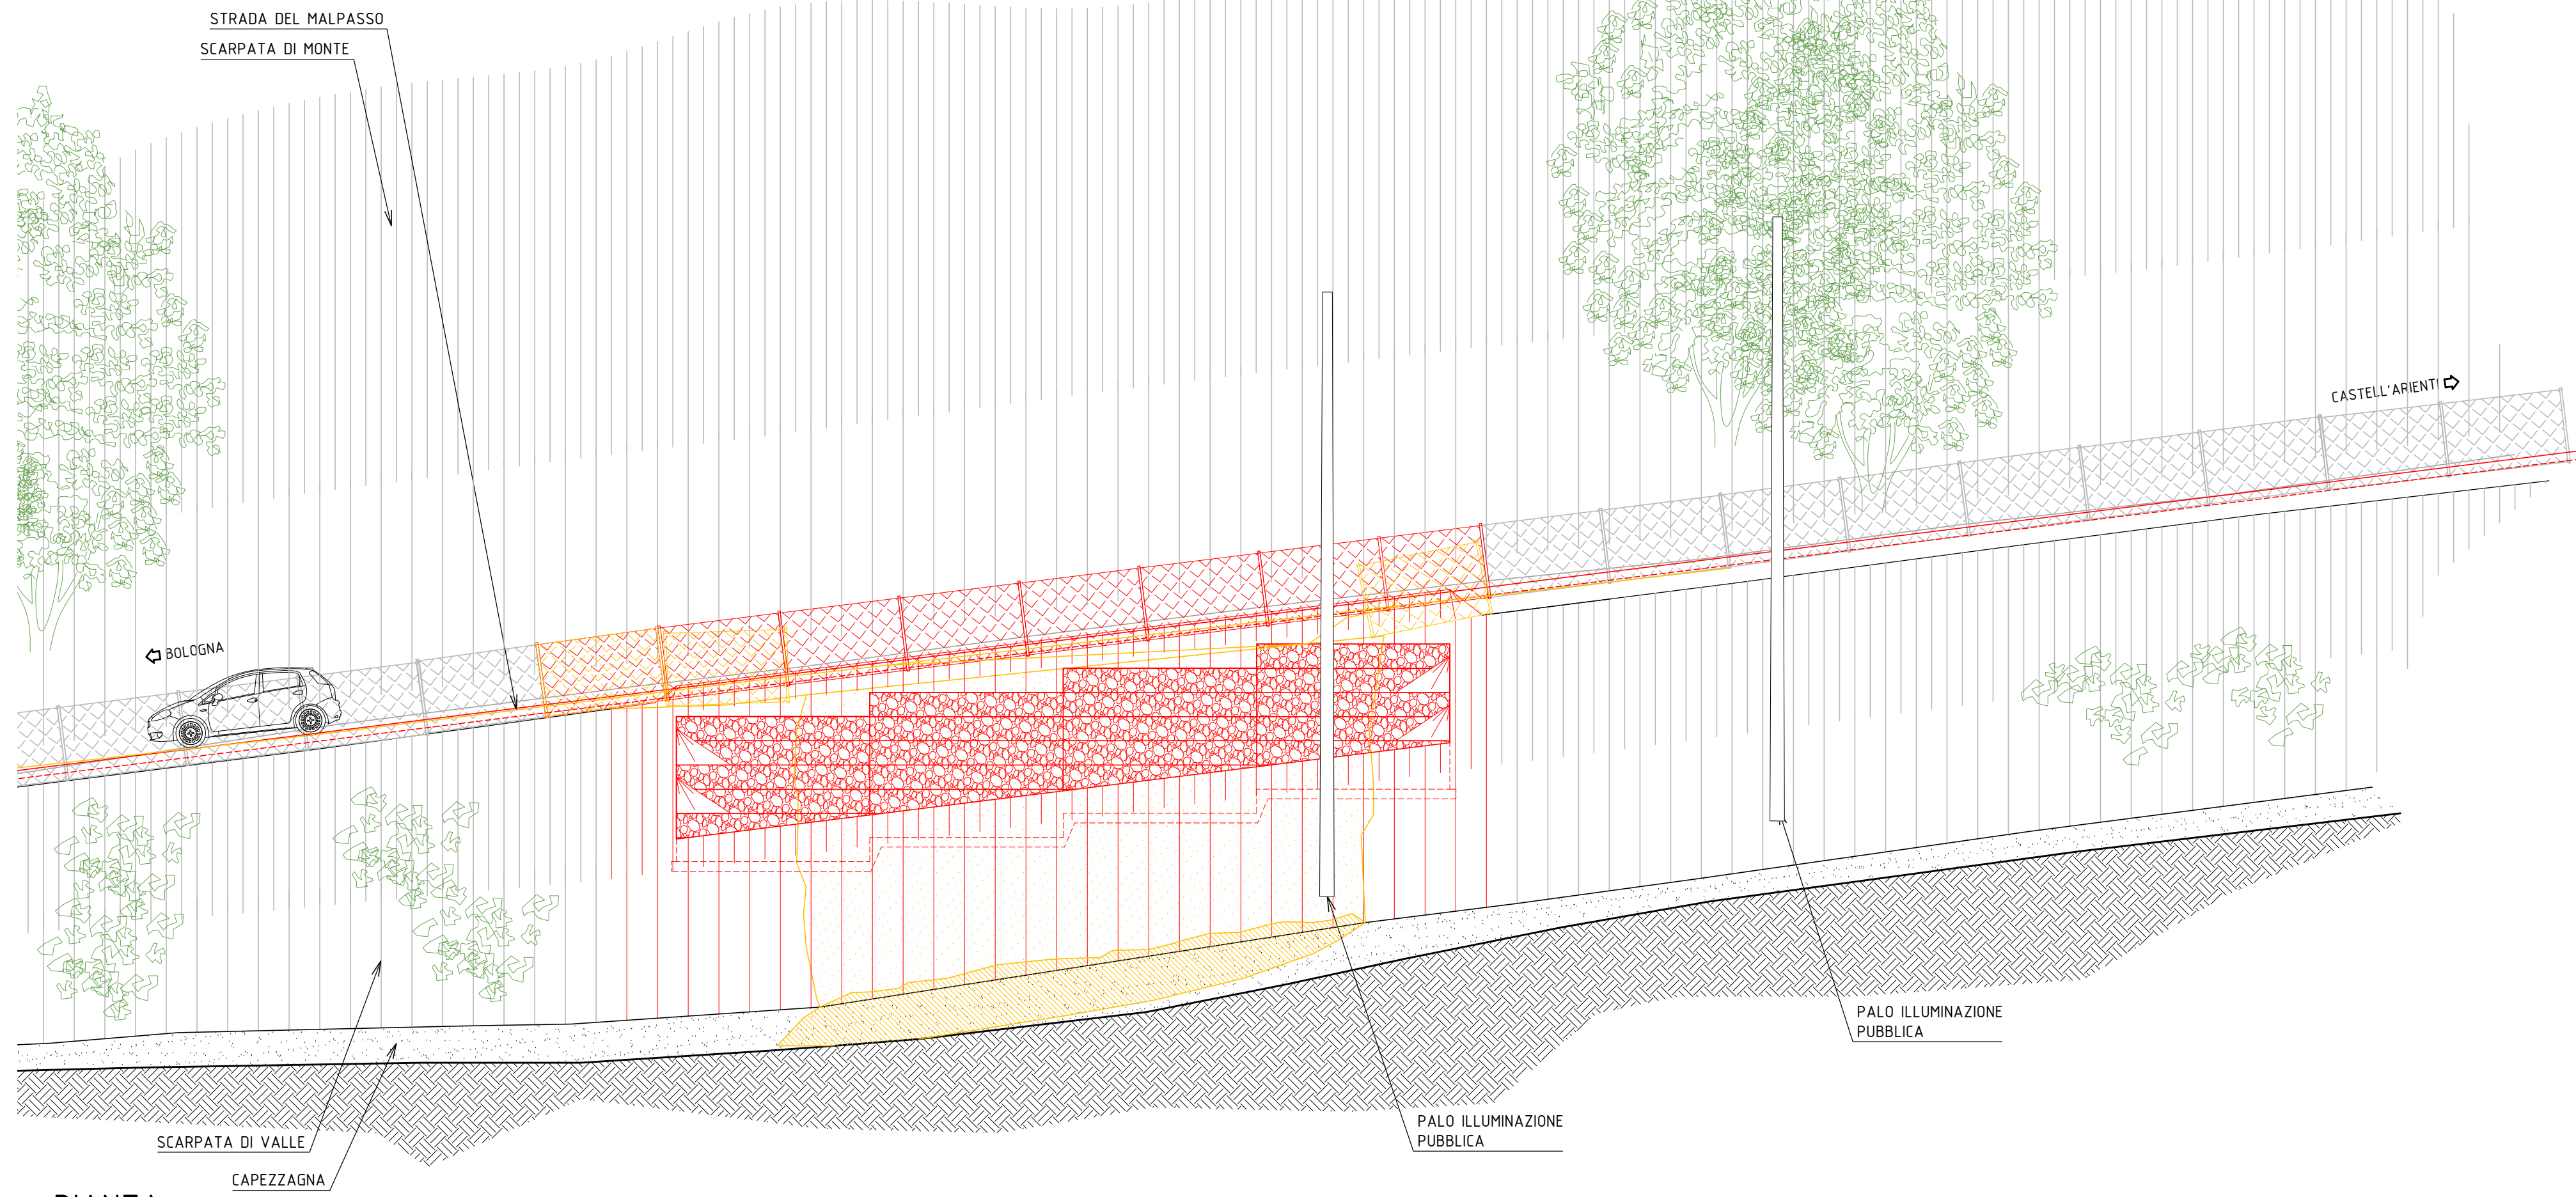 STRADA DEL MALPASSO
SCARPATA DI MONTE
CASTELL'ARIENTI
BOLOGNA
PALO ILLUMINAZIONE
PUBBLICA
PALO ILLUMINAZIONE
PUBBLICA
SCARPATA DI VALLE
CAPEZZAGNA